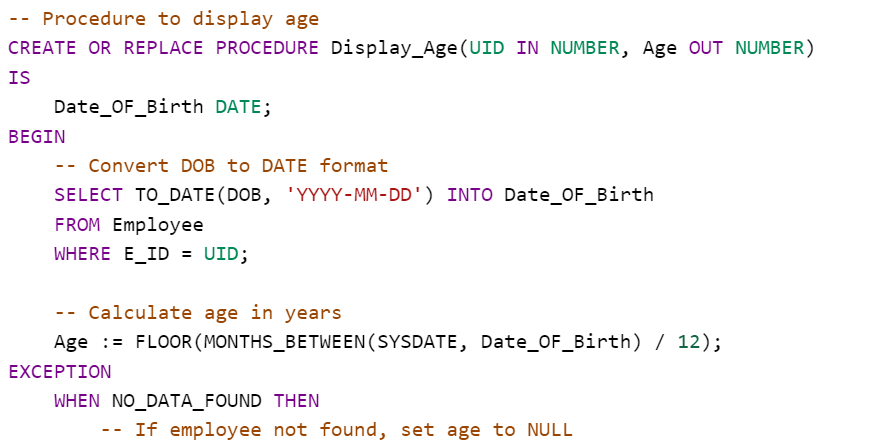 -- Procedure to display age
CREATE OR REPLACE PROCEDURE Display_Age(UID IN NUMBER, Age OUT NUMBER)
IS
    Date_OF_Birth DATE;
BEGIN
    -- Convert DOB to DATE format
    SELECT TO_DATE(DOB, 'YYYY-MM-DD') INTO Date_OF_Birth
    FROM Employee
    WHERE E_ID = UID;

    -- Calculate age in years
    Age := FLOOR(MONTHS_BETWEEN(SYSDATE, Date_OF_Birth) / 12);
EXCEPTION
    WHEN NO_DATA_FOUND THEN
        -- If employee not found, set age to NULL